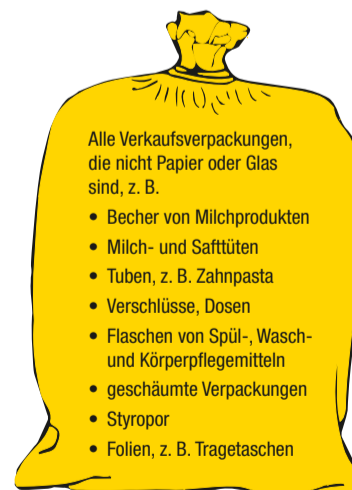 Alle Verkaufsverpackungen,
die nicht Papier oder Glas
sind, z. B.
• Becher von Milchprodukten
• Milch- und Safttüten
• Tuben, z. B. Zahnpasta
• Verschlüsse, Dosen
• Flaschen von Spül-, Wasch-
und Körperpflegemitteln
• geschäumte Verpackungen
• Styropor
• Folien, z. B. Tragetaschen